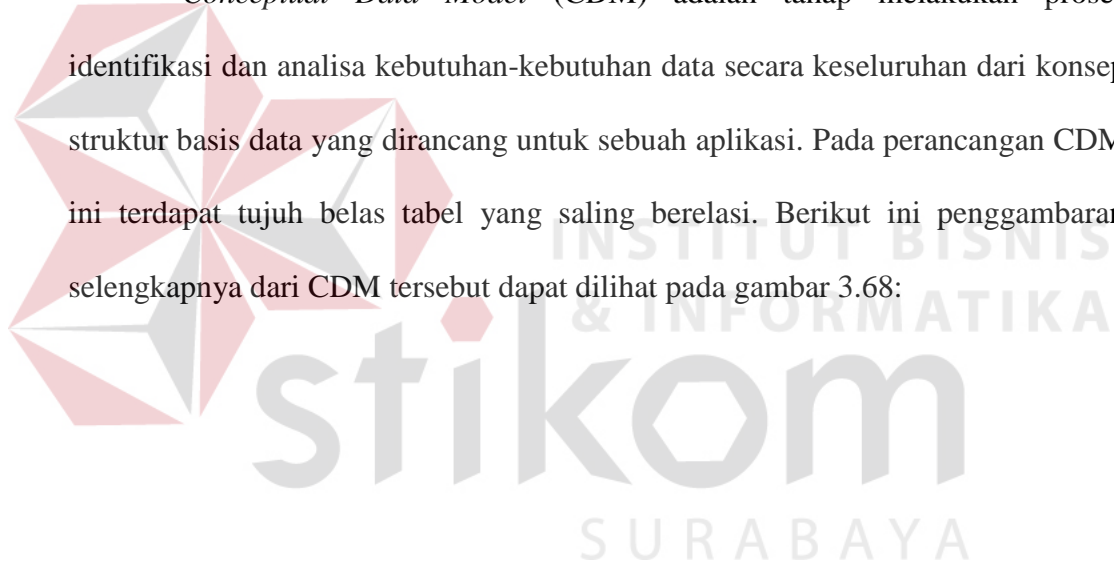 Conceptual Data Model (CDM) adalah tahap melakukan prose
identifikasi dan analisa kebutuhan-kebutuhan data secara keseluruhan dari konsep
struktur basis data yang dirancang untuk sebuah aplikasi. Pada perancangan CDM
ini terdapat tujuh belas tabel yang saling berelasi. Berikut ini penggambaran
selengkapnya dari CDM tersebut dapat dilihat pada gambar 3.68:
INSTITUT BISNIS
& INFORMATIKA
stikom
SURABAYA